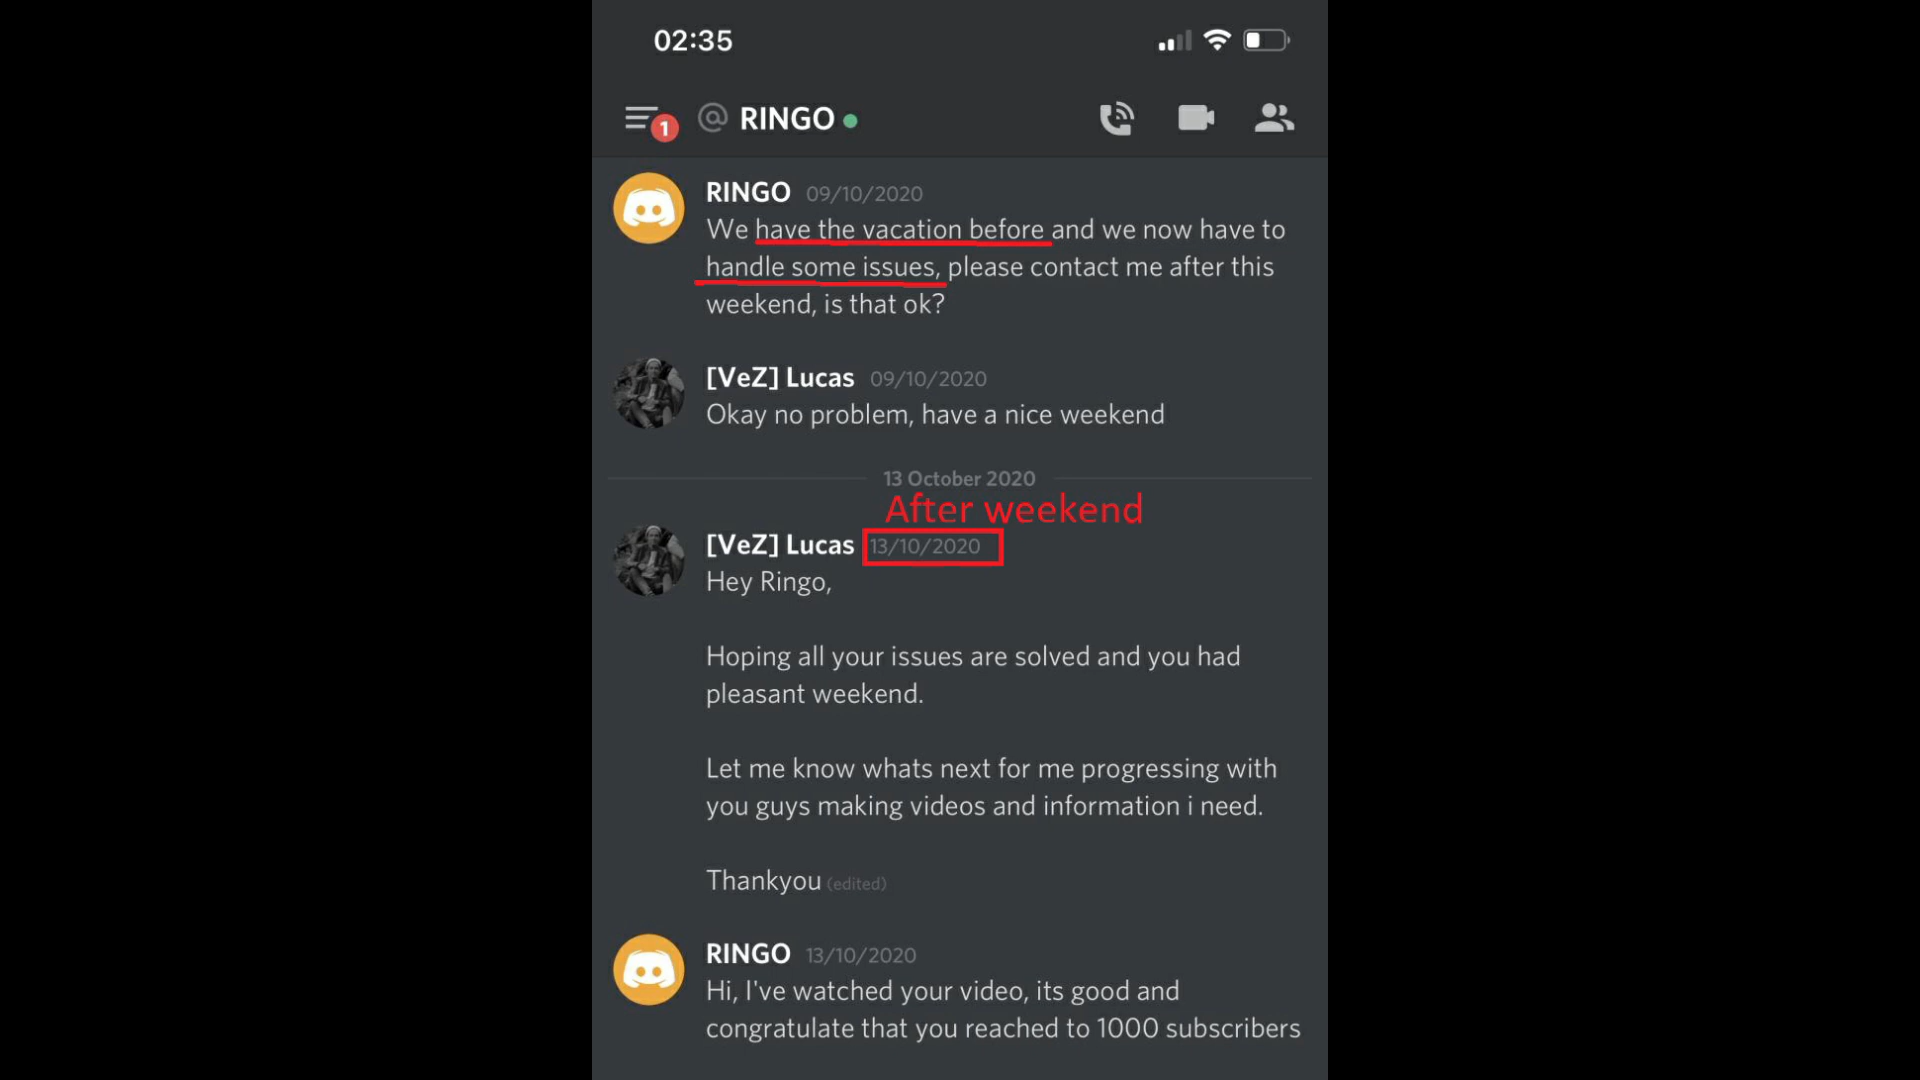 02:35
1 @ RINGO
RINGO 09/10/2020
We have the vacation before and we now have to
handle some issues, please contact me after this
weekend, is that ok?
[VeZ] Lucas 09/10/2020
Okay no problem, have a nice weekend
13 October 2020
After weekend
[VeZ] Lucas 13/10/2020
Hey Ringo,
Hoping all your issues are solved and you had
pleasant weekend.
Let me know whats next for me progressing with
you guys making videos and information i need.
Thankyou (edited)
RINGO 13/10/2020
Hi, I've watched your video, its good and
congratulate that you reached to 1000 subscribers